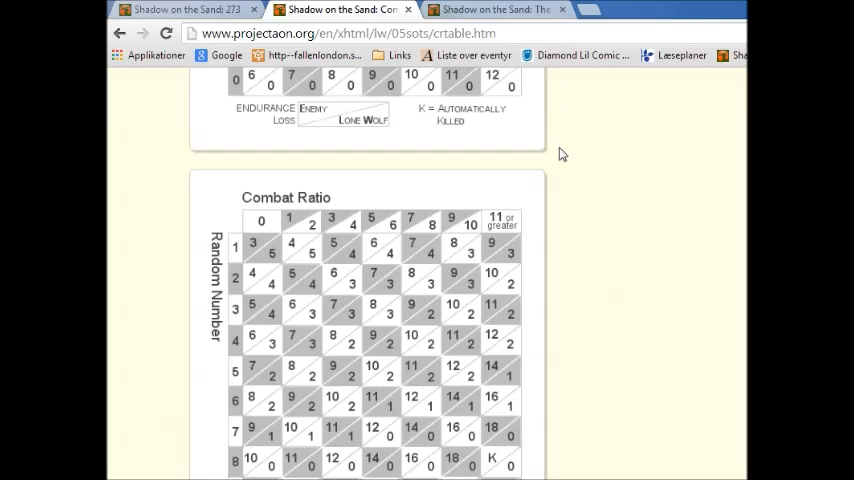 Shadow on the Sand: 273
Shadow on the Sand: Con
Shadow on the Sand: The
www.projectaon.org/en/xhtml/lw/05sots/crtable.htm
Applikationer
Google
http--fallenlondon.s...
Links
Liste over eventyr
Diamond Lil Comic ...
Læseplaner
Sha
0 6 0 7 0 8 0 9 0 10 0 11 0 12 0
ENDURANCE LOSS
ENEMY
LONE WOLF
K = AUTOMATICALLY KILLED
Combat Ratio
0 1 2 3 4 5 6 7 8 9 10 11 or greater
Random Number
1 3 5 4 5 5 4 6 4 7 4 8 3 9 3
2 4 4 5 4 6 3 7 3 8 3 9 3 10 2
3 5 4 6 3 7 3 8 3 9 2 10 2 11 2
4 6 3 7 3 8 2 9 2 10 2 11 2 12 2
5 7 2 8 2 9 2 10 2 11 2 12 2 14 1
6 8 2 9 2 10 2 11 1 12 1 14 1 16 1
7 9 1 10 1 11 1 12 0 14 0 16 0 18 0
8 10 0 11 0 12 0 14 0 16 0 18 0 K 0